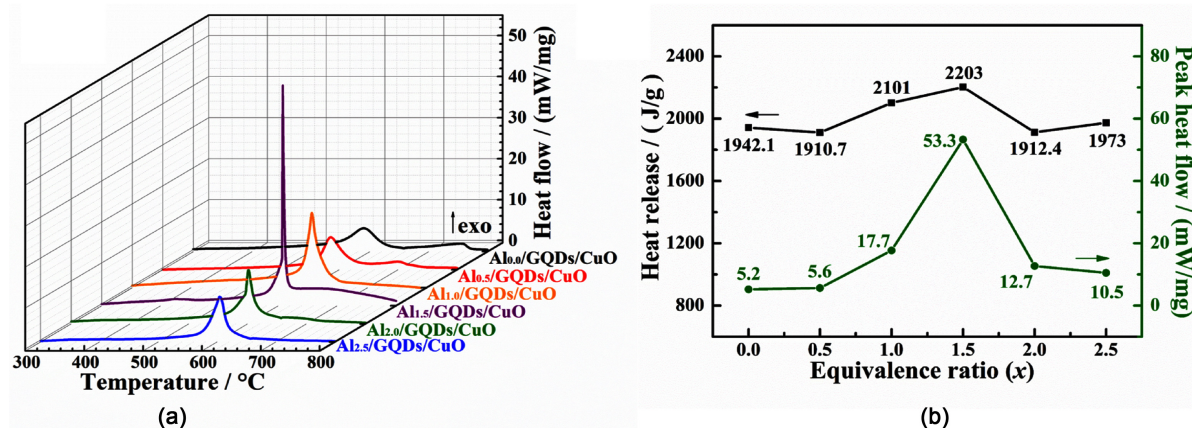 50
40
30
20
10
0
Heat flow / (mW/mg)
exo
Al0.0/GQDs/CuO
Al0.5/GQDs/CuO
Al1.0/GQDs/CuO
Al1.5/GQDs/CuO
Al2.0/GQDs/CuO
Al2.5/GQDs/CuO
300 400 500 600 700 800
Temperature / °C
(a)
2400
2000
1600
1200
800
Heat release / ( J/g )
1942.1 1910.7 2101 2203 1912.4 1973
5.2 5.6 17.7 53.3 12.7 10.5
80
60
40
20
0
Peak heat flow / (mW/mg)
0.0 0.5 1.0 1.5 2.0 2.5
Equivalence ratio (x)
(b)